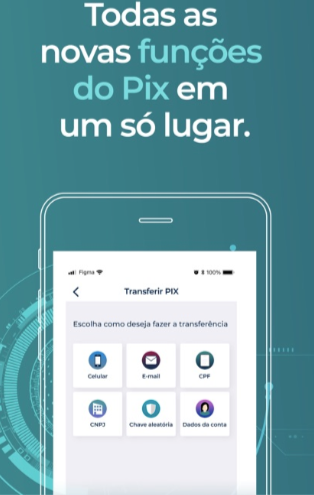 Todas as
novas funções
do Pix em
um só lugar.
Figma 100%
Transferir PIX
Escolha como deseja fazer a transferência
Celular E-mail CPF
CNPJ Chave aleatória Dados da conta